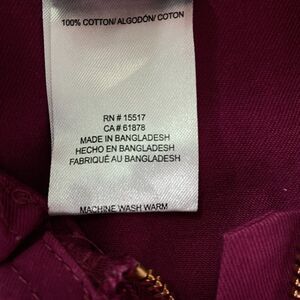 100% COTTON/ ALGODÓN/ COTON
RN # 15517
CA # 61878
MADE IN BANGLADESH
HECHO EN BANGLADESH
FABRIQUÉ AU BANGLADESH
MACHINE WASH WARM